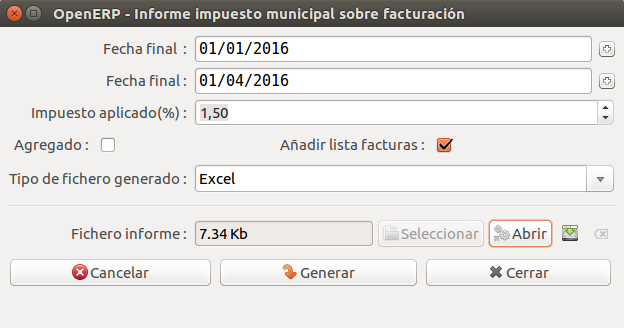 OpenERP - Informe impuesto municipal sobre facturación
Fecha final : 01/01/2016
Fecha final : 01/04/2016
Impuesto aplicado(%) : 1,50
Agregado : Añadir lista facturas :
Tipo de fichero generado : Excel
Fichero informe : 7.34 Kb Seleccionar Abrir
Cancelar Generar Cerrar